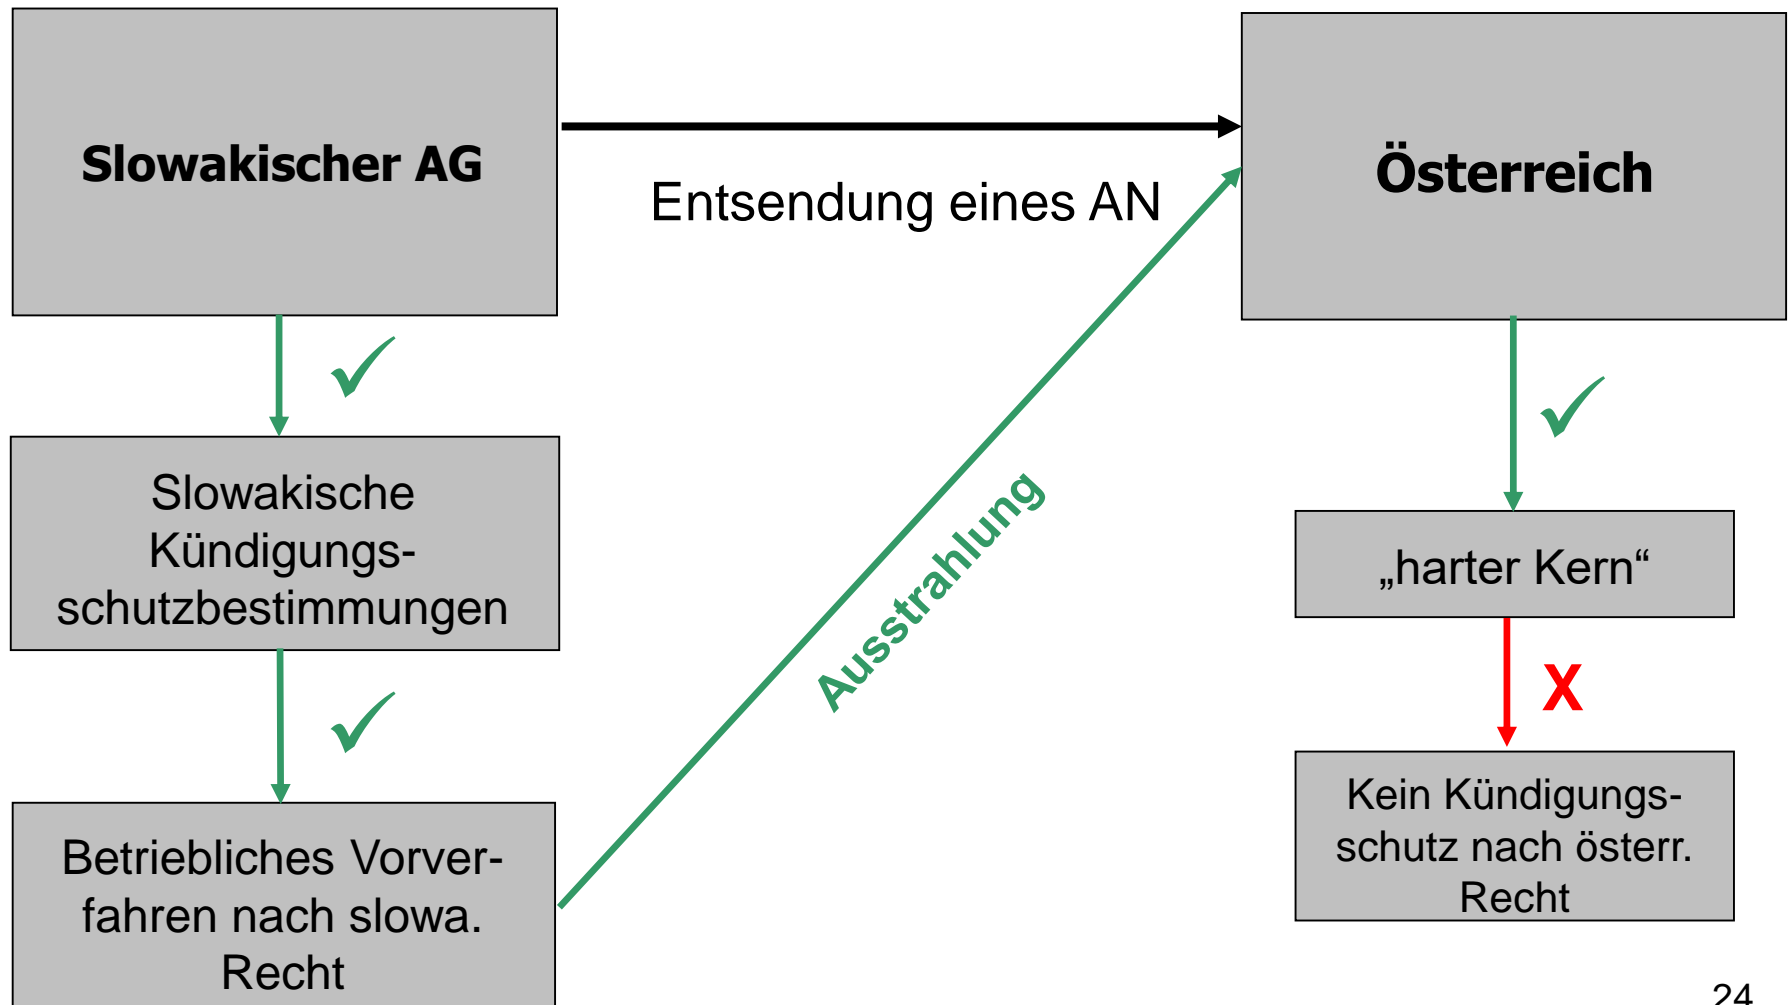 Slowakischer AG
Entsendung eines AN
Österreich
Slowakische
Kündigungs-
schutzbestimmungen
Ausstrahlung
„harter Kern“
X
Betriebliches Vorver-
fahren nach slowa.
Recht
Kein Kündigungs-
schutz nach österr.
Recht
24